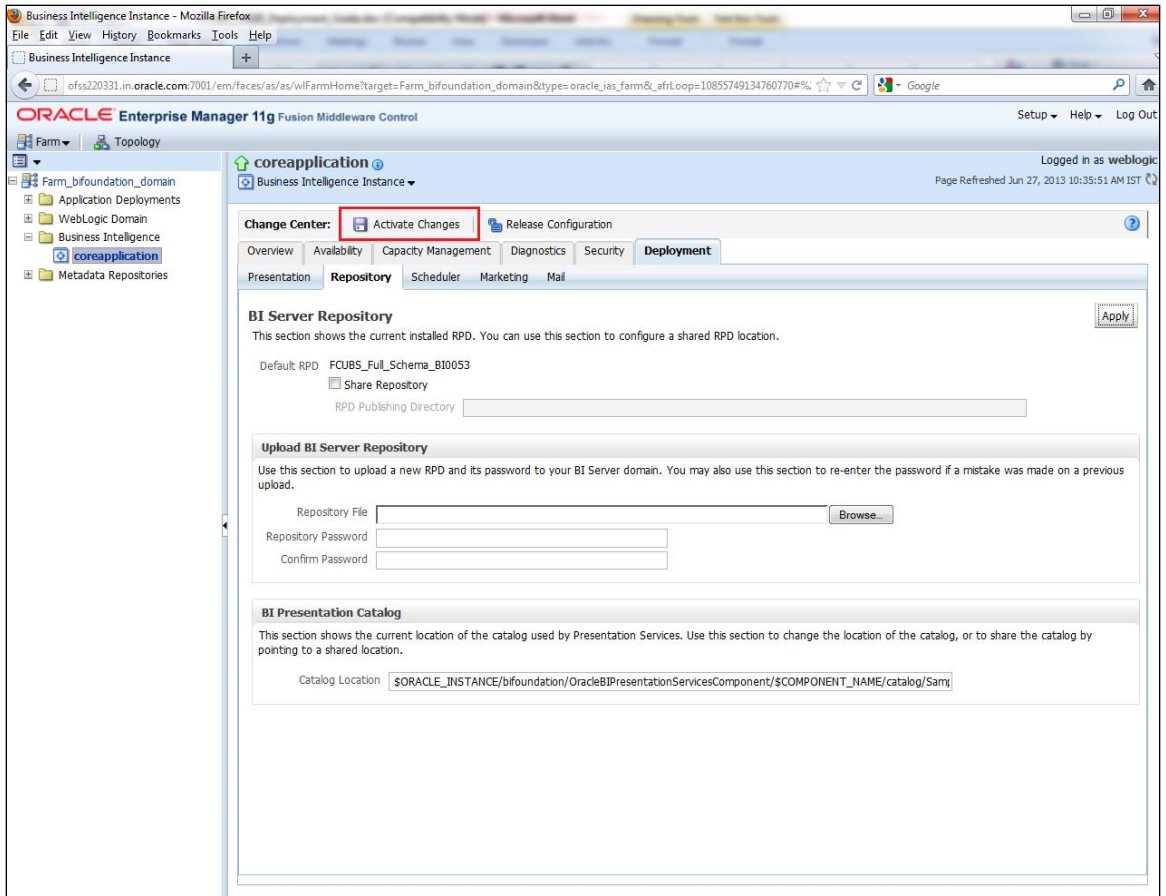 Business Intelligence Instance - Mozilla Firefox
File Edit View History Bookmarks Tools Help
Business Intelligence Instance +
ofss220331.in.oracle.com:7001/em/faces/as/as/wlFarmHome?target=Farm_bifoundation_domain&type=oracle_ias_farm&_afrLoop=10855749134760770#% Google
ORACLE Enterprise Manager 11g Fusion Middleware Control Setup Help Log Out
Farm Topology
coreapplication Logged in as weblogic
Business Intelligence Instance Page Refreshed Jun 27, 2013 10:35:51 AM IST
Farm_bifoundation_domain
Application Deployments
WebLogic Domain
Business Intelligence
coreapplication
Metadata Repositories
Change Center: Activate Changes Release Configuration
Overview Availability Capacity Management Diagnostics Security Deployment
Presentation Repository Scheduler Marketing Mail
BI Server Repository Apply
This section shows the current installed RPD. You can use this section to configure a shared RPD location.
Default RPD FCUBS_Full_Schema_BI0053
Share Repository
RPD Publishing Directory
Upload BI Server Repository
Use this section to upload a new RPD and its password to your BI Server domain. You may also use this section to re-enter the password if a mistake was made on a previous
upload.
Repository File Browse...
Repository Password
Confirm Password
BI Presentation Catalog
This section shows the current location of the catalog used by Presentation Services. Use this section to change the location of the catalog, or to share the catalog by
pointing to a shared location.
Catalog Location $ORACLE_INSTANCE/bifoundation/OracleBIPresentationServicesComponent/$COMPONENT_NAME/catalog/Samp